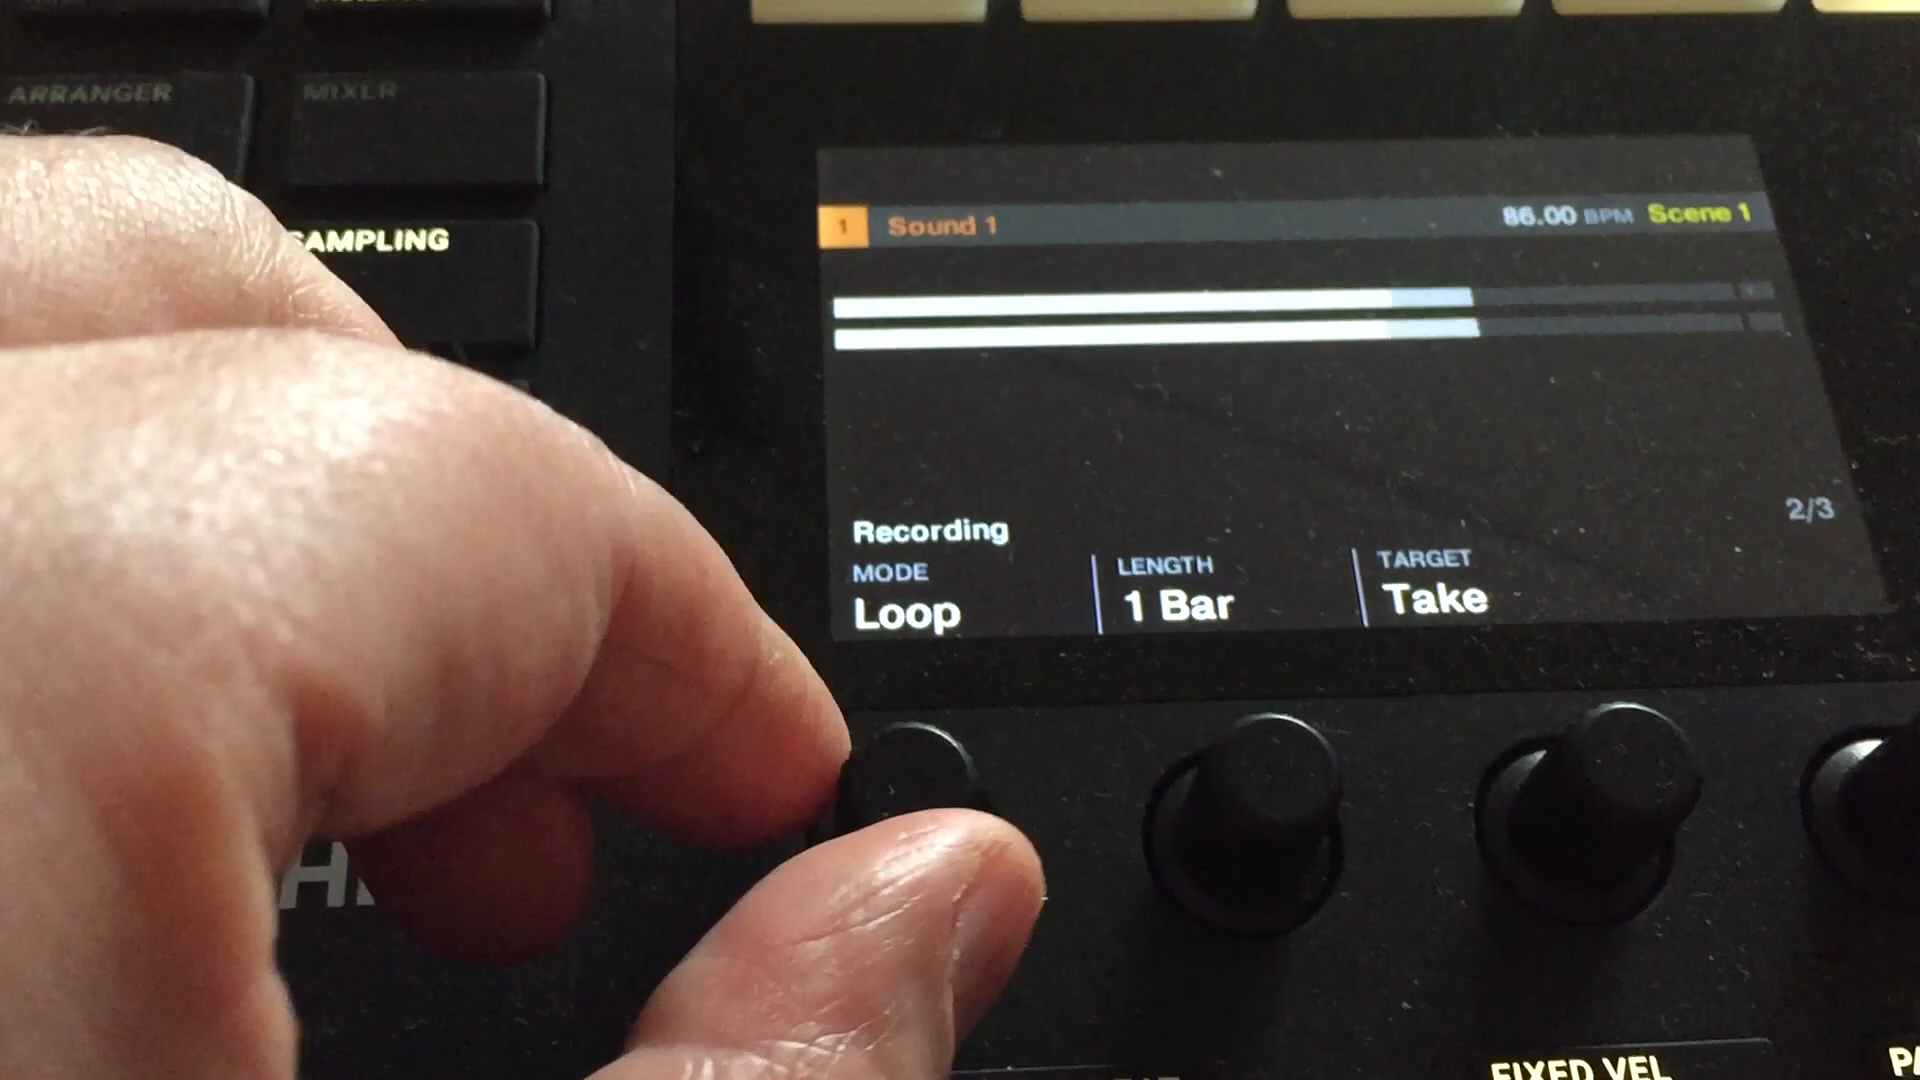 ARRANGER
MIXER
SAMPLING
1
Sound 1
86.00 BPM
Scene 1
2/3
Recording
MODE
LENGTH
TARGET
Loop
1 Bar
Take
FIXED VEL